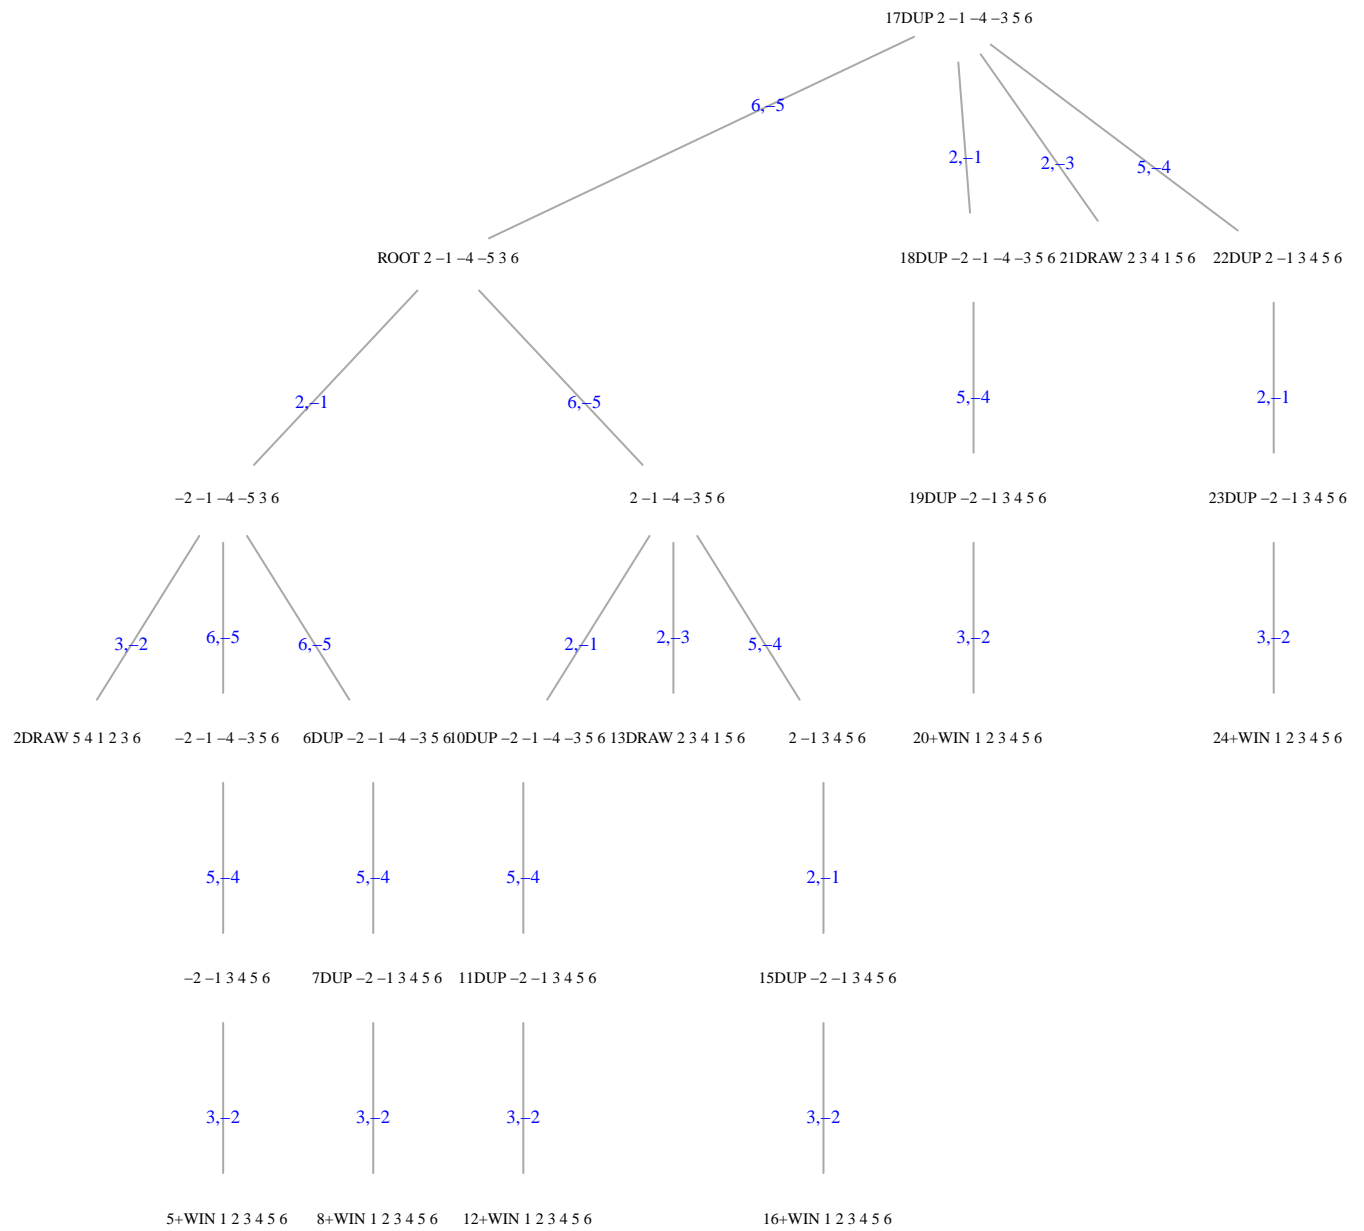 17DUP 2 –1 –4 –3 5 6
6,–5
2,–1
2,–3
5,–4
ROOT 2 –1 –4 –5 3 6
18DUP –2 –1 –4 –3 5 6
21DRAW 2 3 4 1 5 6
22DUP 2 –1 3 4 5 6
2,–1
6,–5
5,–4
2,–1
–2 –1 –4 –5 3 6
2 –1 –4 –3 5 6
19DUP –2 –1 3 4 5 6
23DUP –2 –1 3 4 5 6
3,–2
6,–5
6,–5
2,–1
2,–3
5,–4
3,–2
3,–2
2DRAW 5 4 1 2 3 6
–2 –1 –4 –3 5 6
6DUP –2 –1 –4 –3 5 6
10DUP –2 –1 –4 –3 5 6
13DRAW 2 3 4 1 5 6
2 –1 3 4 5 6
20+WIN 1 2 3 4 5 6
24+WIN 1 2 3 4 5 6
5,–4
5,–4
5,–4
2,–1
–2 –1 3 4 5 6
7DUP –2 –1 3 4 5 6
11DUP –2 –1 3 4 5 6
15DUP –2 –1 3 4 5 6
3,–2
3,–2
3,–2
3,–2
5+WIN 1 2 3 4 5 6
8+WIN 1 2 3 4 5 6
12+WIN 1 2 3 4 5 6
16+WIN 1 2 3 4 5 6